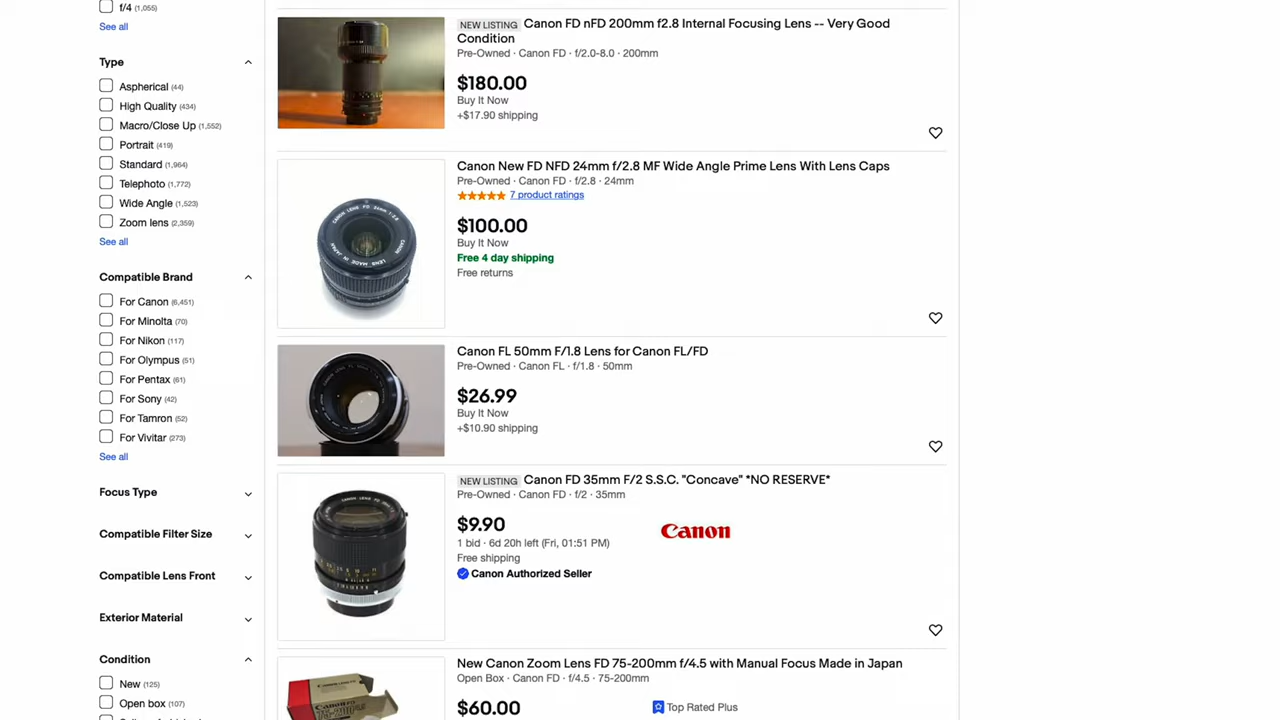 f/4 (1,055)
See all
Type
Aspherical (44)
High Quality (434)
Macro/Close Up (1,552)
Portrait (419)
Standard (1,964)
Telephoto (1,772)
Wide Angle (1,523)
Zoom lens (2,359)
See all
Compatible Brand
For Canon (6,451)
For Minolta (70)
For Nikon (117)
For Olympus (51)
For Pentax (61)
For Sony (42)
For Tamron (52)
For Vivitar (273)
See all
Focus Type
Compatible Filter Size
Compatible Lens Front
Exterior Material
Condition
New (125)
Open box (107)
NEW LISTING Canon FD nFD 200mm f2.8 Internal Focusing Lens -- Very Good
Condition
Pre-Owned · Canon FD · f/2.0-8.0 · 200mm
$180.00
Buy It Now
+$17.90 shipping
Canon New FD NFD 24mm f/2.8 MF Wide Angle Prime Lens With Lens Caps
Pre-Owned · Canon FD · f/2.8 · 24mm
7 product ratings
$100.00
Buy It Now
Free 4 day shipping
Free returns
Canon FL 50mm F/1.8 Lens for Canon FL/FD
Pre-Owned · Canon FL · f/1.8 · 50mm
$26.99
Buy It Now
+$10.90 shipping
NEW LISTING Canon FD 35mm F/2 S.S.C. "Concave" *NO RESERVE*
Pre-Owned · Canon FD · f/2 · 35mm
$9.90
Canon
1 bid · 6d 20h left (Fri, 01:51 PM)
Free shipping
Canon Authorized Seller
New Canon Zoom Lens FD 75-200mm f/4.5 with Manual Focus Made in Japan
Open Box · Canon FD · f/4.5 · 75-200mm
$60.00
Top Rated Plus